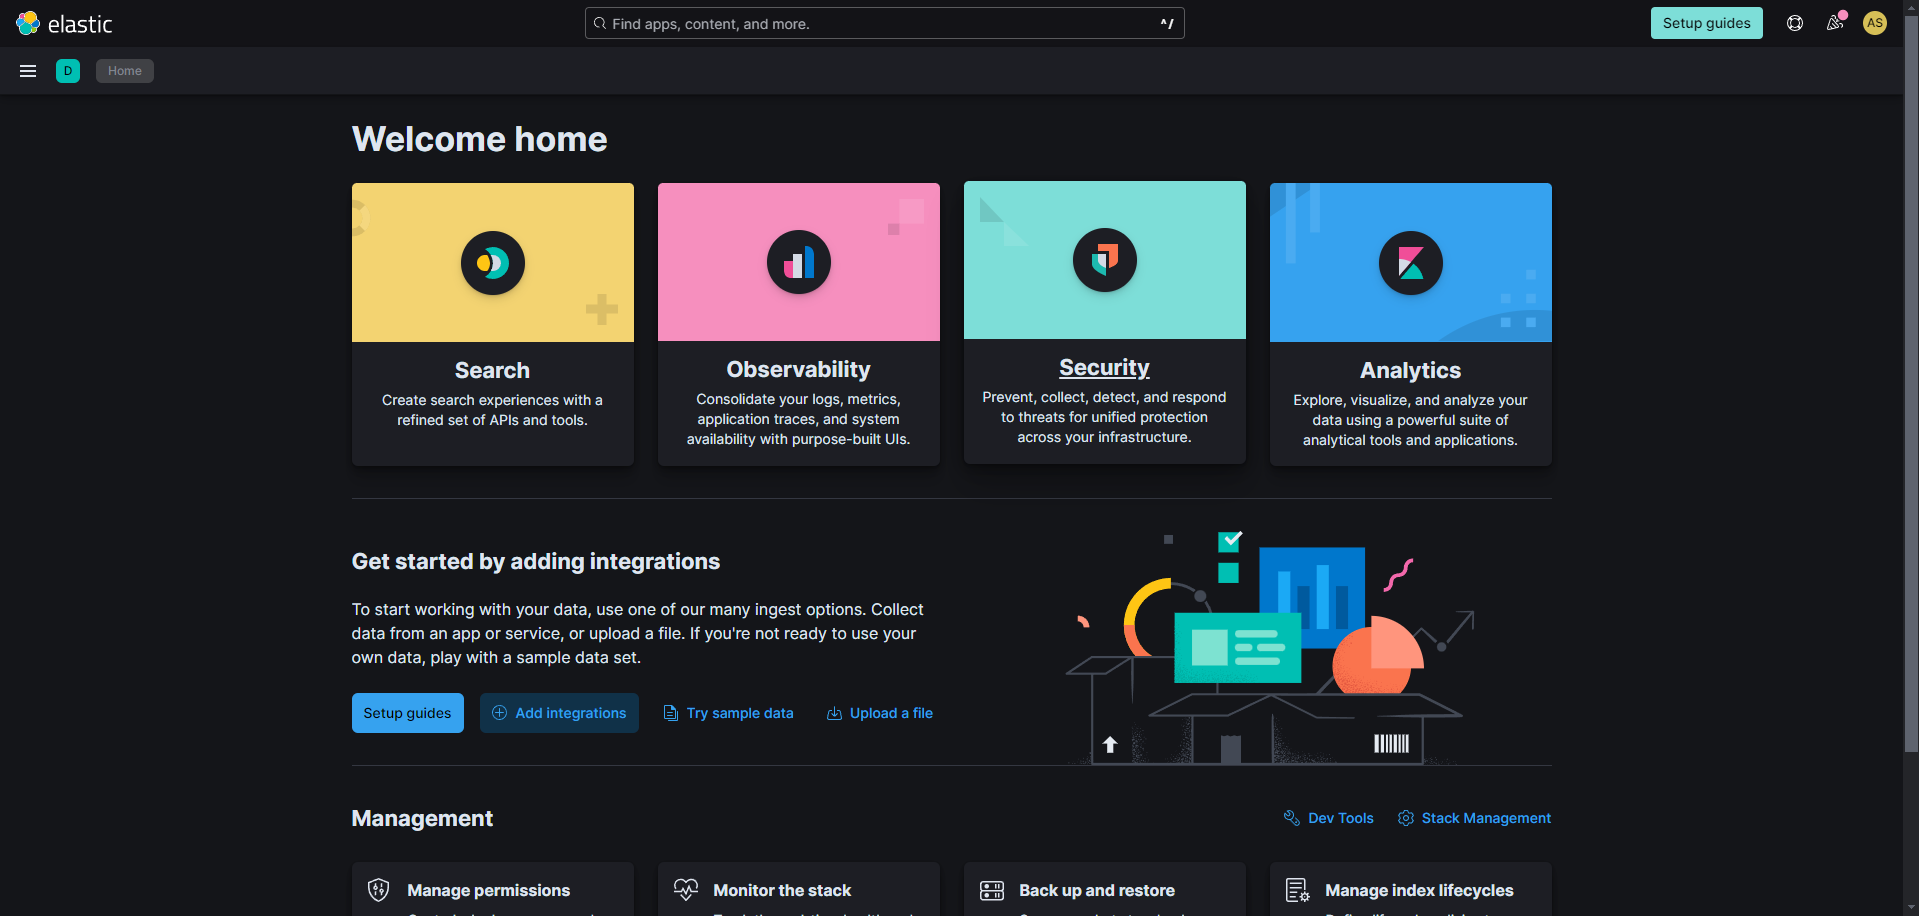 elastic
Find apps, content, and more.
^/
Setup guides
AS
D
Home
Welcome home
Search
Create search experiences with a
refined set of APIs and tools.
Observability
Consolidate your logs, metrics,
application traces, and system
availability with purpose-built UIs.
Security
Prevent, collect, detect, and respond
to threats for unified protection
across your infrastructure.
Analytics
Explore, visualize, and analyze your
data using a powerful suite of
analytical tools and applications.
Get started by adding integrations
To start working with your data, use one of our many ingest options. Collect
data from an app or service, or upload a file. If you're not ready to use your
own data, play with a sample data set.
Setup guides
Add integrations
Try sample data
Upload a file
Management
Dev Tools
Stack Management
Manage permissions
Monitor the stack
Back up and restore
Manage index lifecycles